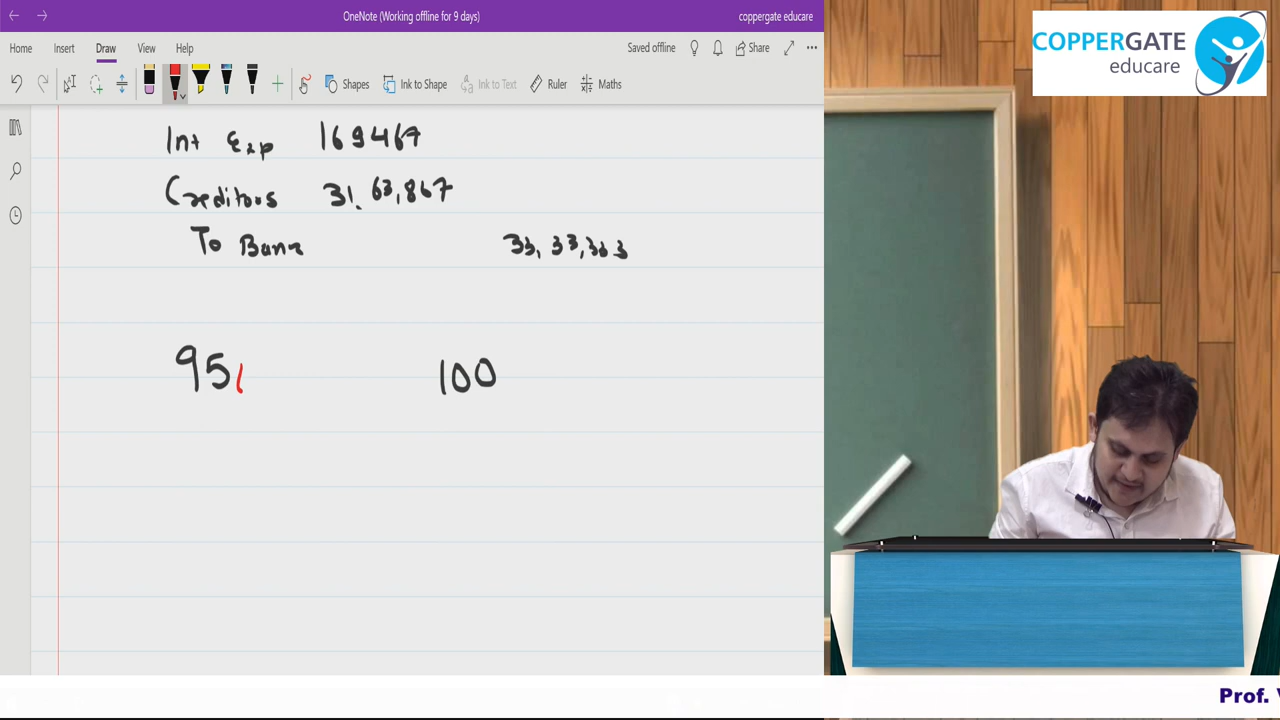 OneNote (Working offline for 9 days)
coppergate educare
Home Insert Draw View Help
Saved offline Share
Shapes Ink to Shape Ink to Text Ruler Maths
COPPERGATE
educare
Int Exp 169467
Creditors 31,63,867
To Bank 33,33,333
95 100
Prof.